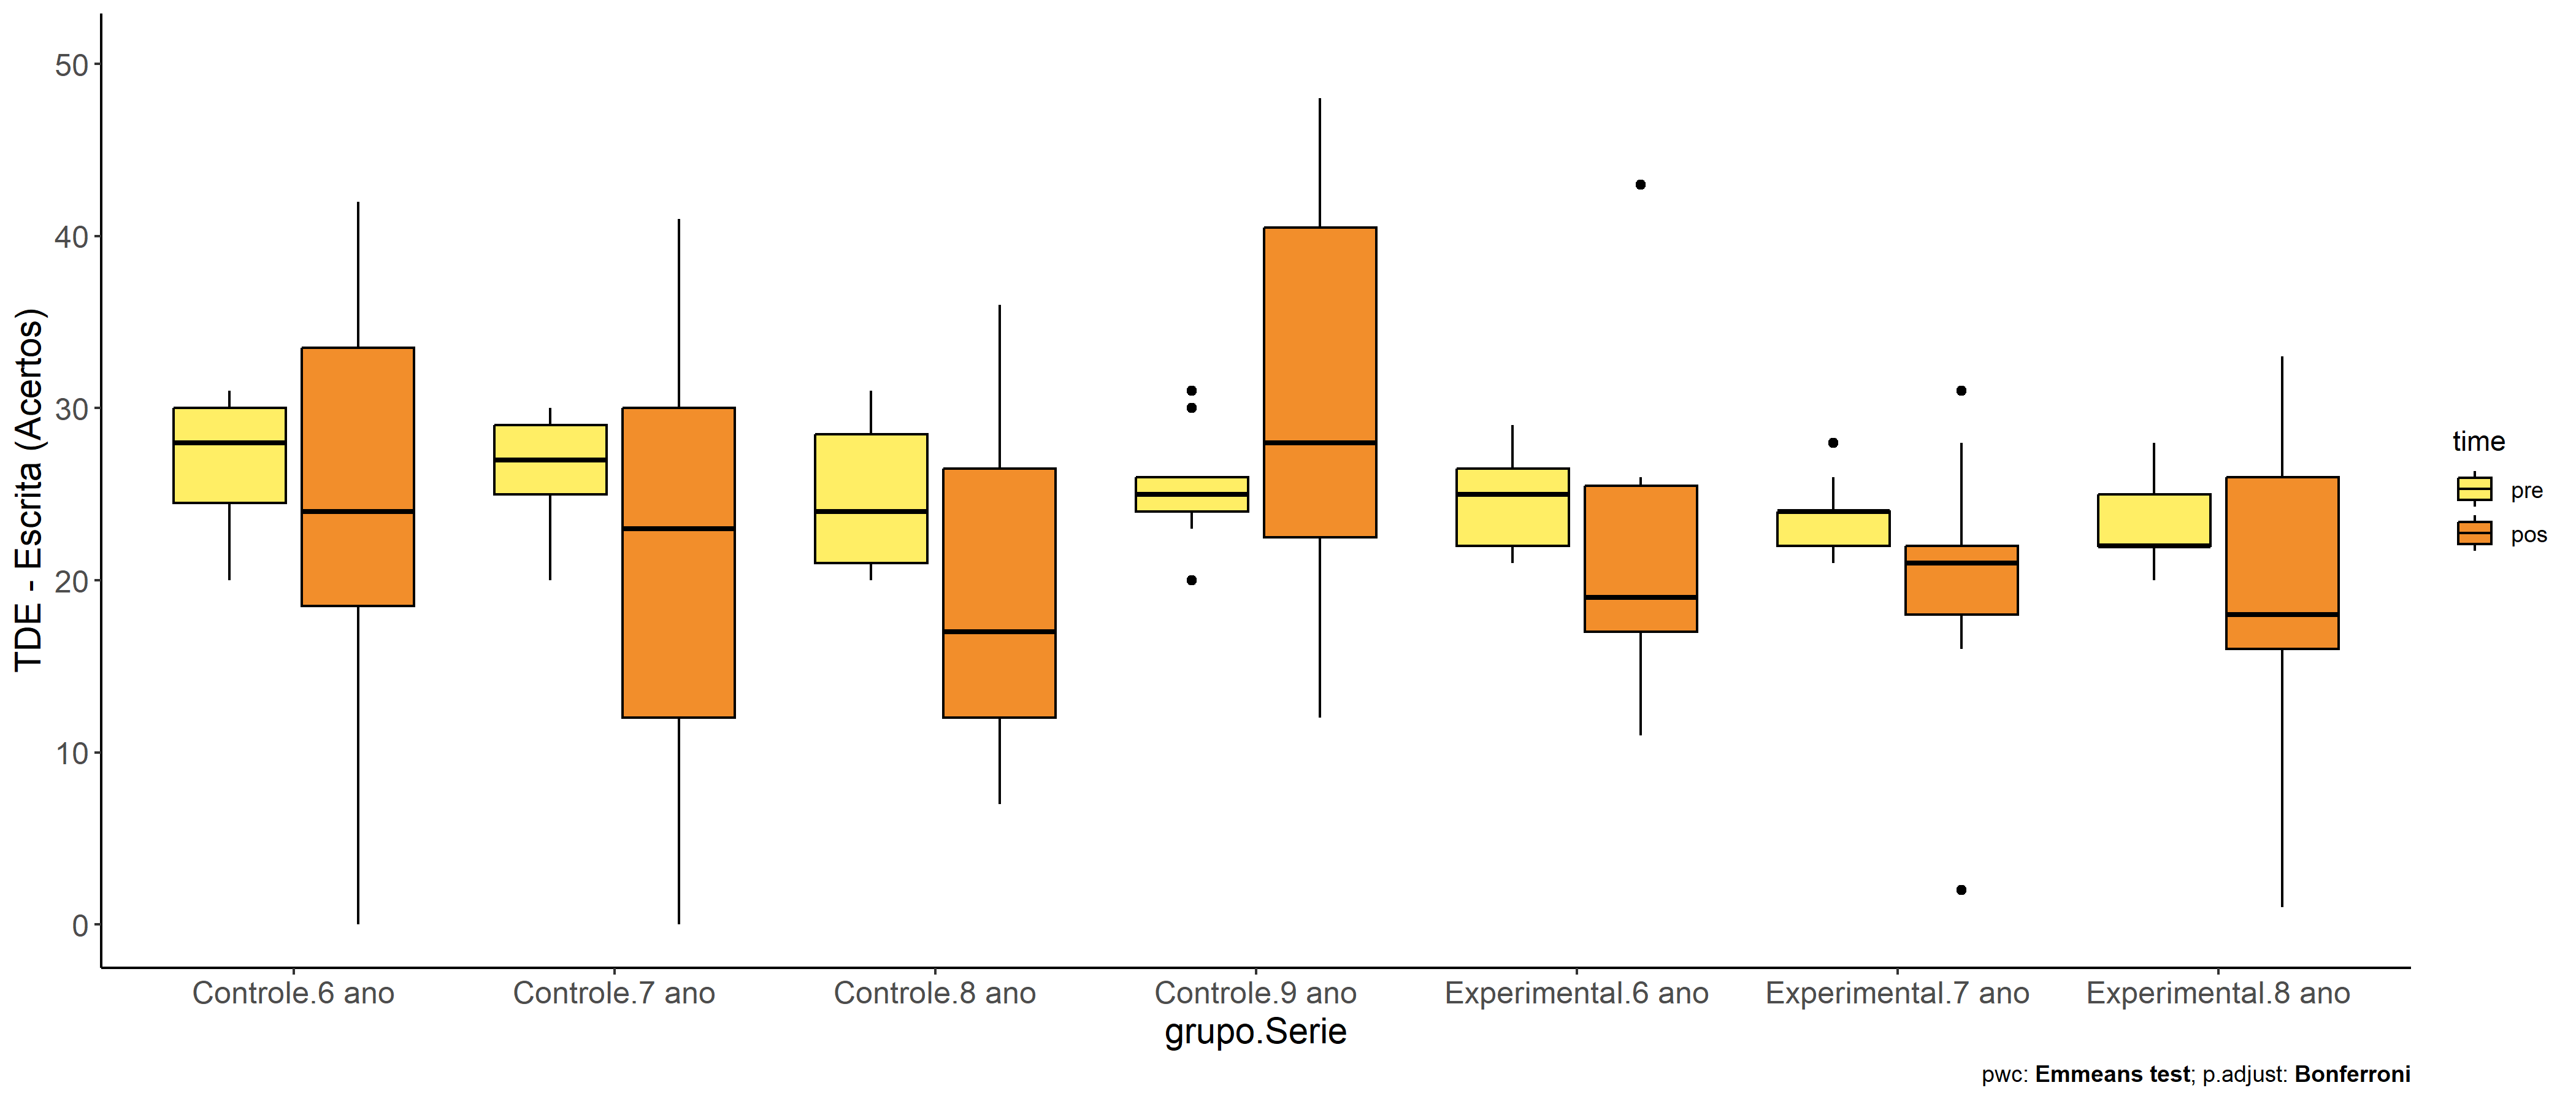 50
40
30
20
10
0
TDE - Escrita (Acertos)
Controle.6 ano
Controle.7 ano
Controle.8 ano
Controle.9 ano
Experimental.6 ano
Experimental.7 ano
Experimental.8 ano
grupo.Serie
time
pre
pos
pwc: Emmeans test; p.adjust: Bonferroni